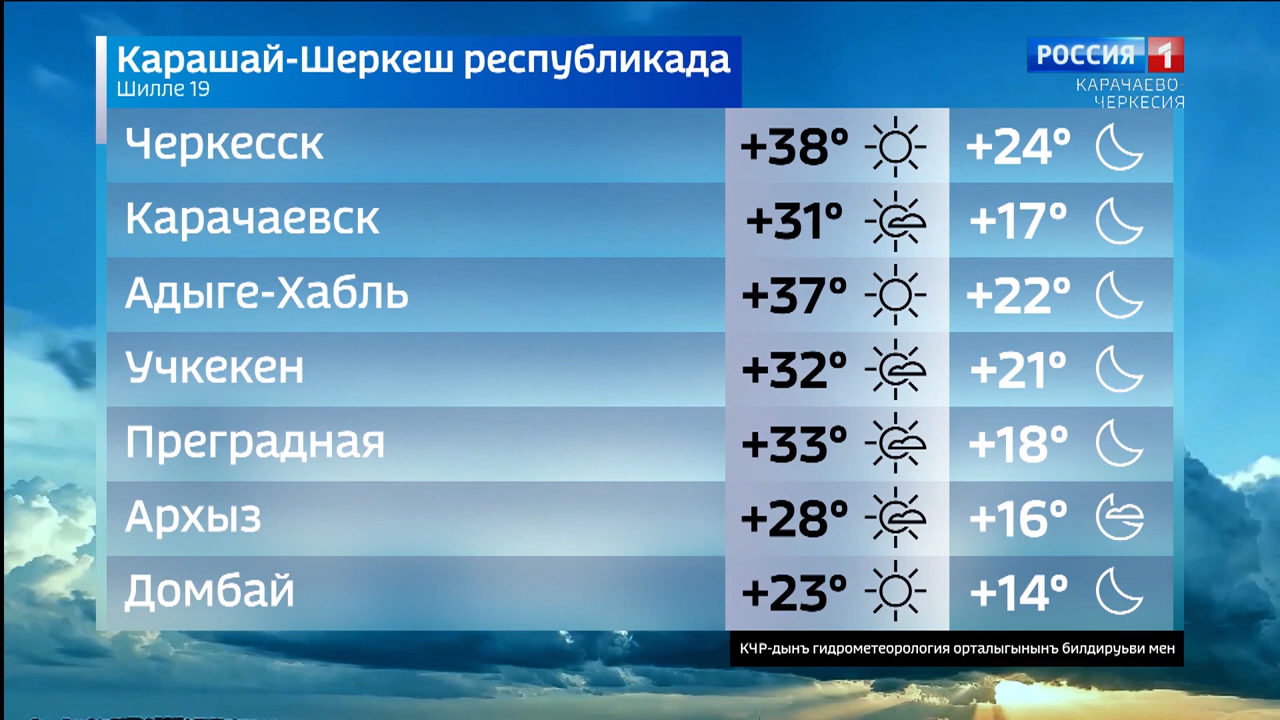 Карашай-Шеркеш республикада
Шилле 19
РОССИЯ 1
КАРАЧАЕВО-
ЧЕРКЕСИЯ
Черкесск +38° +24°
Карачаевск +31° +17°
Адыге-Хабль +37° +22°
Учкекен +32° +21°
Преградная +33° +18°
Архыз +28° +16°
Домбай +23° +14°
КЧР-дынъ гидрометеорология орталыгынынъ билдируьви мен